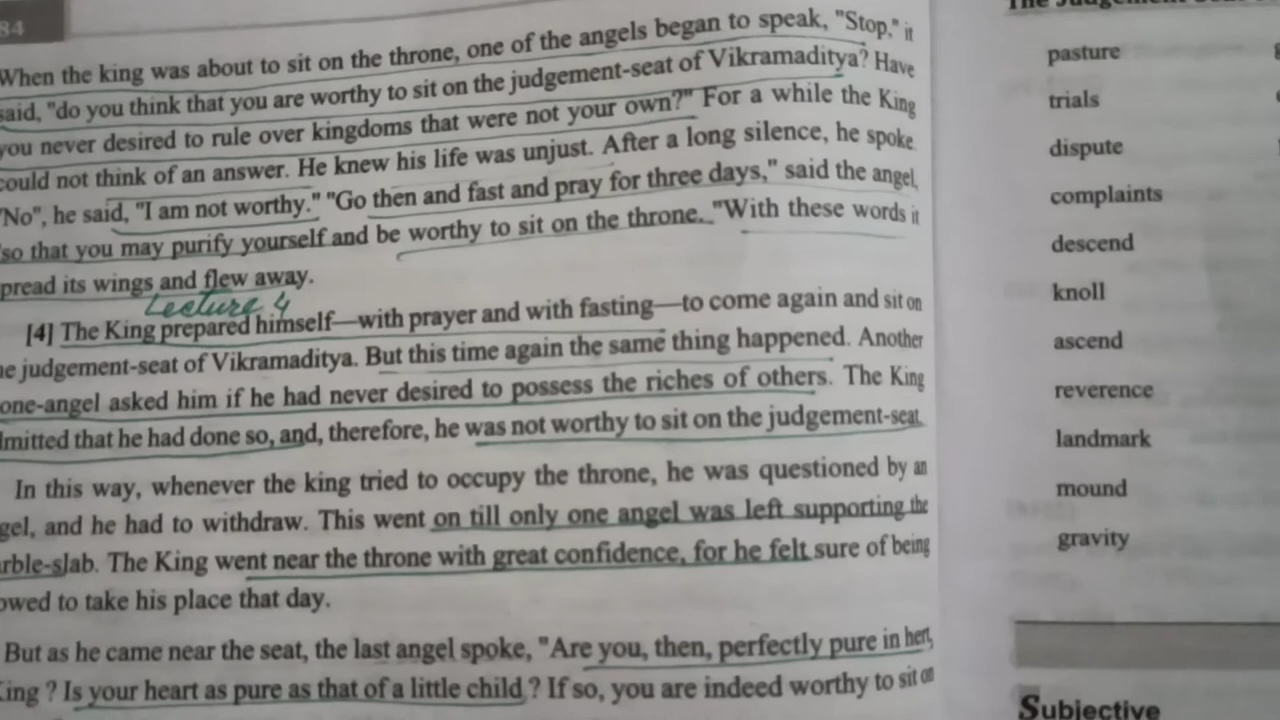 84
When the king was about to sit on the throne, one of the angels began to speak, "Stop," it
said, "do you think that you are worthy to sit on the judgement-seat of Vikramaditya? Have
you never desired to rule over kingdoms that were not your own?" For a while the King
could not think of an answer. He knew his life was unjust. After a long silence, he spoke.
"No", he said, "I am not worthy." "Go then and fast and pray for three days," said the angel,
"so that you may purify yourself and be worthy to sit on the throne. "With these words it
pread its wings and flew away.
Lecture 4
[4] The King prepared himself—with prayer and with fasting—to come again and sit on
he judgement-seat of Vikramaditya. But this time again the same thing happened. Another
one-angel asked him if he had never desired to possess the riches of others. The King
dmitted that he had done so, and, therefore, he was not worthy to sit on the judgement-seat.
In this way, whenever the king tried to occupy the throne, he was questioned by an
gel, and he had to withdraw. This went on till only one angel was left supporting the
rble-slab. The King went near the throne with great confidence, for he felt sure of being
owed to take his place that day.
But as he came near the seat, the last angel spoke, "Are you, then, perfectly pure in hert,
King ? Is your heart as pure as that of a little child ? If so, you are indeed worthy to sit on
pasture
trials
dispute
complaints
descend
knoll
ascend
reverence
landmark
mound
gravity
Subjective